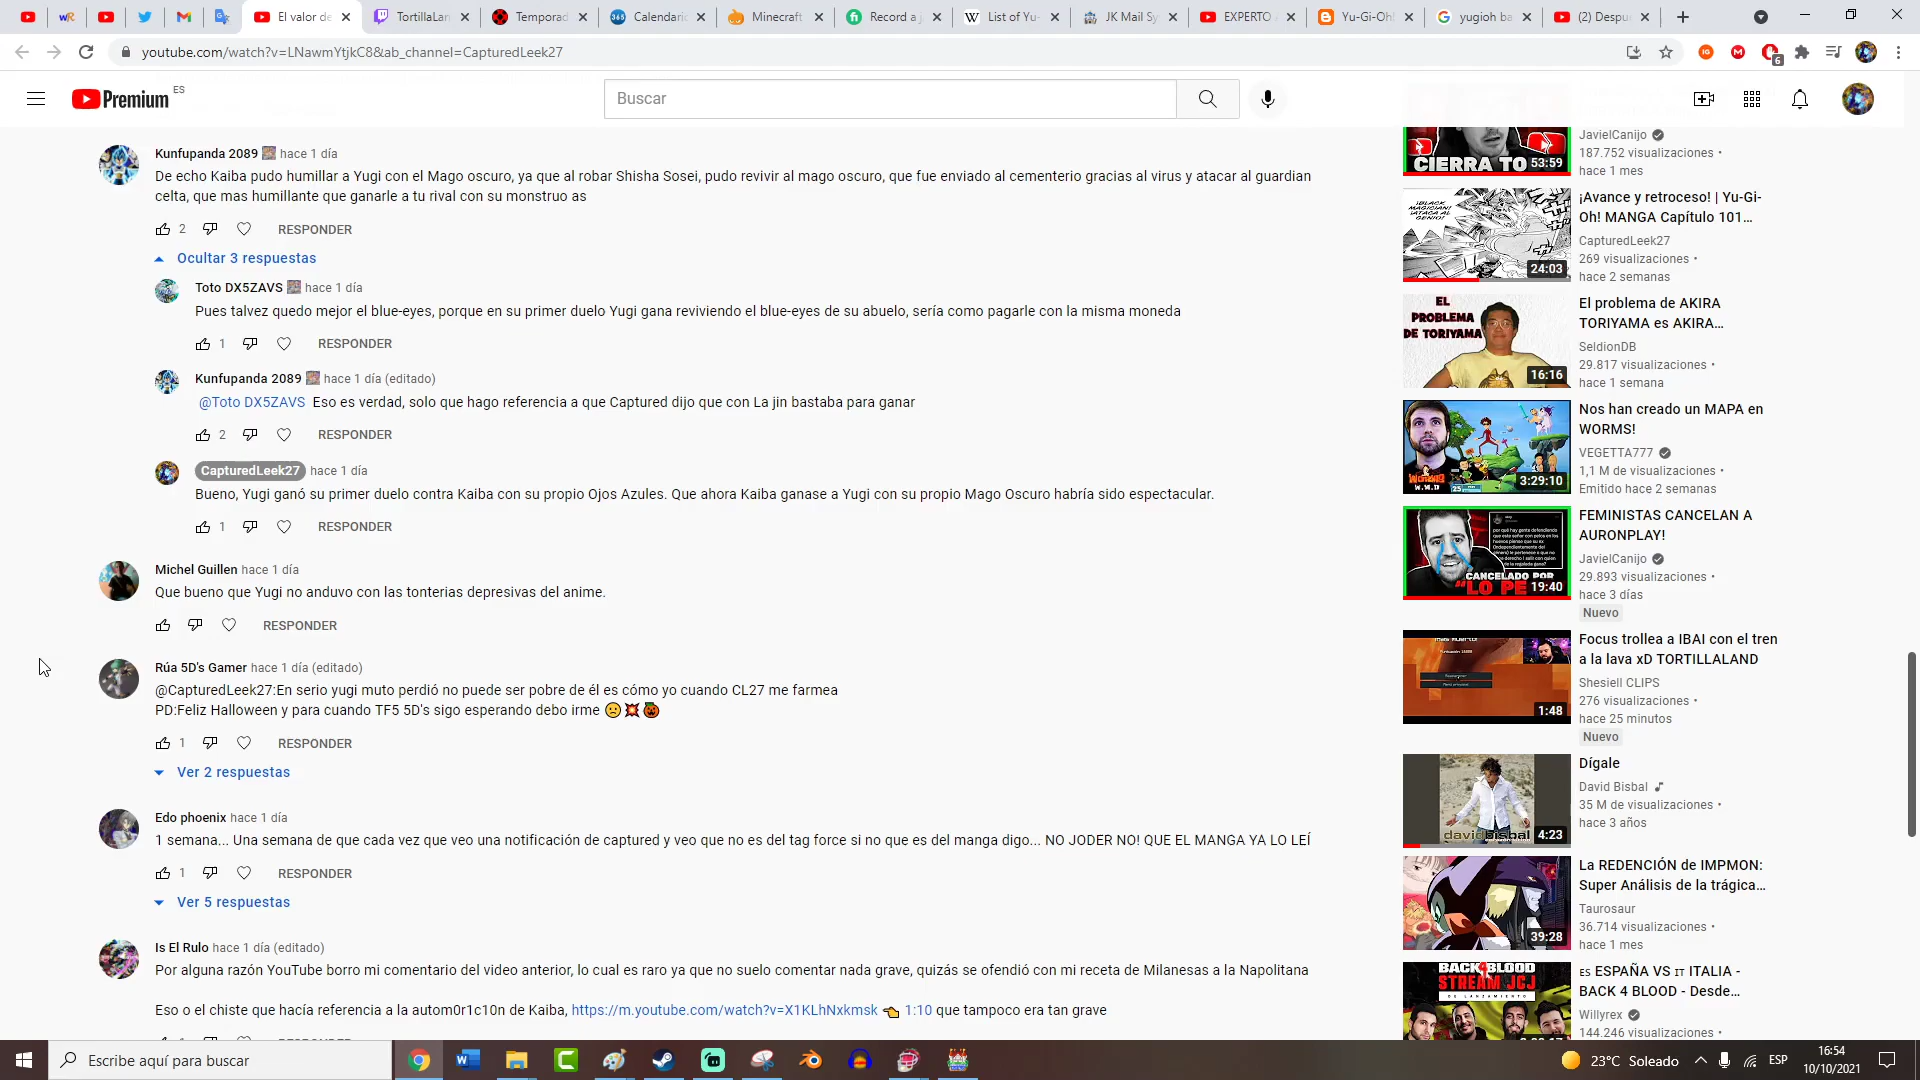 El valor de
TortillaLan
Temporad
Calendario
Minecraft
Record a j
List of Yu-
JK Mail Sy
EXPERTO
Yu-Gi-Oh!
yugioh ba
(2) Despu
youtube.com/watch?v=LNawmYtjkC8&ab_channel=CapturedLeek27
6
Premium
ES
Buscar
Kunfupanda 2089 hace 1 día
De echo Kaiba pudo humillar a Yugi con el Mago oscuro, ya que al robar Shisha Sosei, pudo revivir al mago oscuro, que fue enviado al cementerio gracias al virus y atacar al guardian
celta, que mas humillante que ganarle a tu rival con su monstruo as
2 RESPONDER
Ocultar 3 respuestas
Toto DX5ZAVS hace 1 día
Pues talvez quedo mejor el blue-eyes, porque en su primer duelo Yugi gana reviviendo el blue-eyes de su abuelo, sería como pagarle con la misma moneda
1 RESPONDER
Kunfupanda 2089 hace 1 día (editado)
@Toto DX5ZAVS Eso es verdad, solo que hago referencia a que Captured dijo que con La jin bastaba para ganar
2 RESPONDER
CapturedLeek27 hace 1 día
Bueno, Yugi ganó su primer duelo contra Kaiba con su propio Ojos Azules. Que ahora Kaiba ganase a Yugi con su propio Mago Oscuro habría sido espectacular.
1 RESPONDER
Michel Guillen hace 1 día
Que bueno que Yugi no anduvo con las tonterias depresivas del anime.
RESPONDER
Rúa 5D's Gamer hace 1 día (editado)
@CapturedLeek27:En serio yugi muto perdió no puede ser pobre de él es cómo yo cuando CL27 me farmea
PD:Feliz Halloween y para cuando TF5 5D's sigo esperando debo irme 🙁💥🎃
1 RESPONDER
Ver 2 respuestas
Edo phoenix hace 1 día
1 semana... Una semana de que cada vez que veo una notificación de captured y veo que no es del tag force si no que es del manga digo... NO JODER NO! QUE EL MANGA YA LO LEÍ
1 RESPONDER
Ver 5 respuestas
Is El Rulo hace 1 día (editado)
Por alguna razón YouTube borro mi comentario del video anterior, lo cual es raro ya que no suelo comentar nada grave, quizás se ofendió con mi receta de Milanesas a la Napolitana
Eso o el chiste que hacía referencia a la autom0r1c10n de Kaiba, https://m.youtube.com/watch?v=X1KLhNxkmsk 👈 1:10 que tampoco era tan grave
CIERRA TO
53:59
JavielCanijo
187.752 visualizaciones •
hace 1 mes
¡BLACK
MAGICIAN!
¡ATACA AL
GENIO!
24:03
¡Avance y retroceso! | Yu-Gi-
Oh! MANGA Capítulo 101...
CapturedLeek27
269 visualizaciones •
hace 2 semanas
EL
PROBLEMA
DE TORIYAMA
16:16
El problema de AKIRA
TORIYAMA es AKIRA...
SeldionDB
29.817 visualizaciones •
hace 1 semana
3:29:10
Nos han creado un MAPA en
WORMS!
VEGETTA777
1,1 M de visualizaciones •
Emitido hace 2 semanas
CANCELADO POR
"LO PE
19:40
FEMINISTAS CANCELAN A
AURONPLAY!
JavielCanijo
29.893 visualizaciones •
hace 3 días
Nuevo
1:48
Focus trollea a IBAI con el tren
a la lava xD TORTILLALAND
Shesiell CLIPS
276 visualizaciones •
hace 25 minutos
Nuevo
davidbisbal
4:23
Dígale
David Bisbal
35 M de visualizaciones •
hace 3 años
39:28
La REDENCIÓN de IMPMON:
Super Análisis de la trágica...
Taurosaur
36.714 visualizaciones •
hace 1 mes
BACK4BLOOD
STREAM JCJ
DE LANZAMIENTO
ES ESPAÑA VS IT ITALIA -
BACK 4 BLOOD - Desde...
Willyrex
144.246 visualizaciones •
Escribe aquí para buscar
23°C Soleado
ESP
16:54
10/10/2021